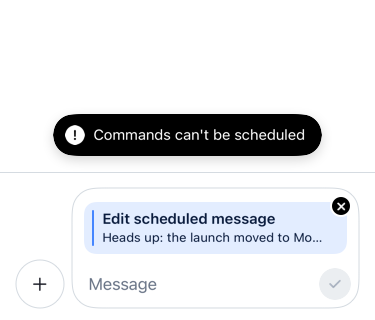 Commands can't be scheduled
Edit scheduled message
Heads up: the launch moved to Mo...
Message